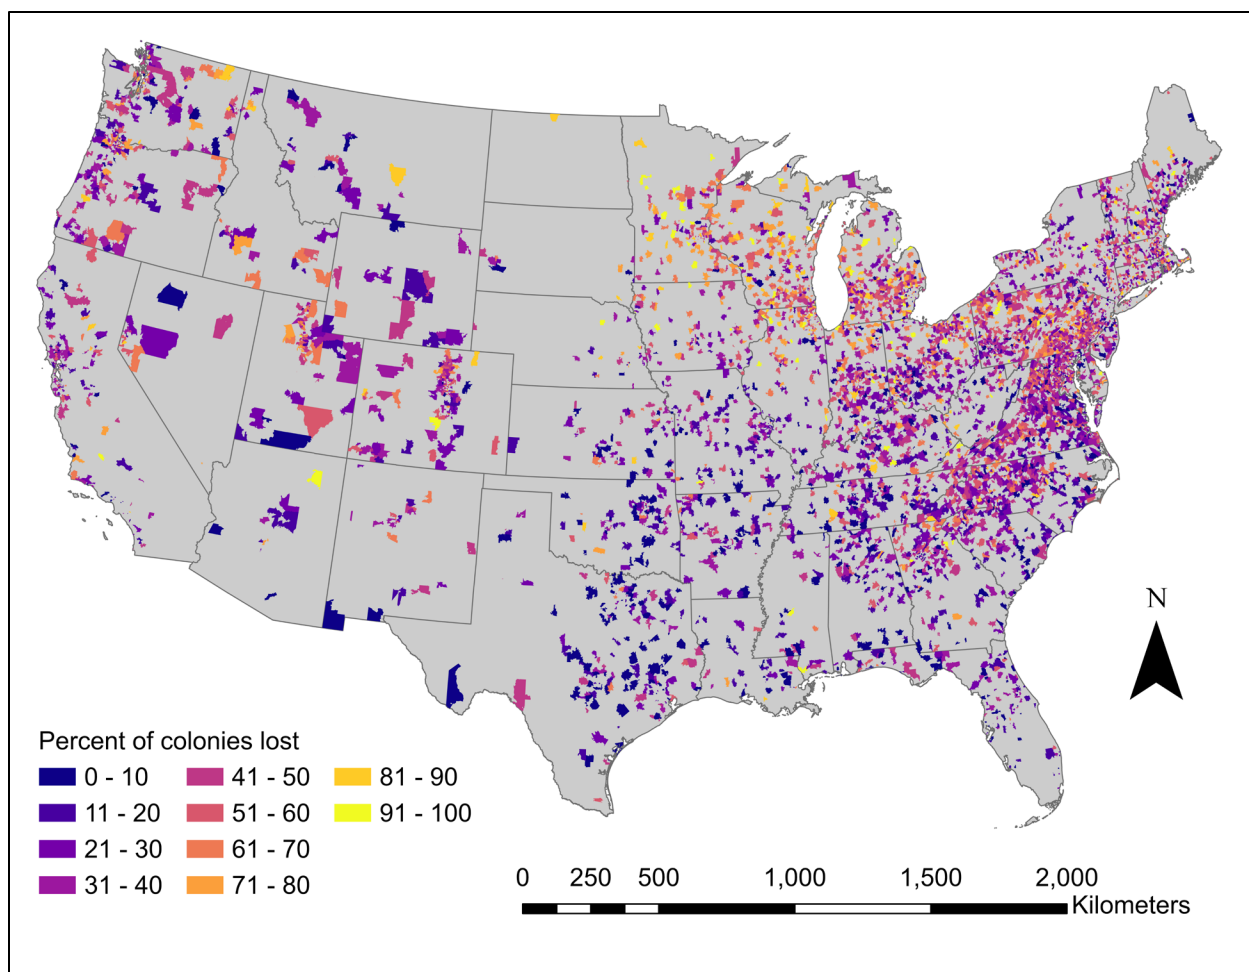 N
Percent of colonies lost
0 - 10
41 - 50
81 - 90
11 - 20
51 - 60
91 - 100
21 - 30
61 - 70
31 - 40
71 - 80
0 250 500 1,000 1,500 2,000
Kilometers